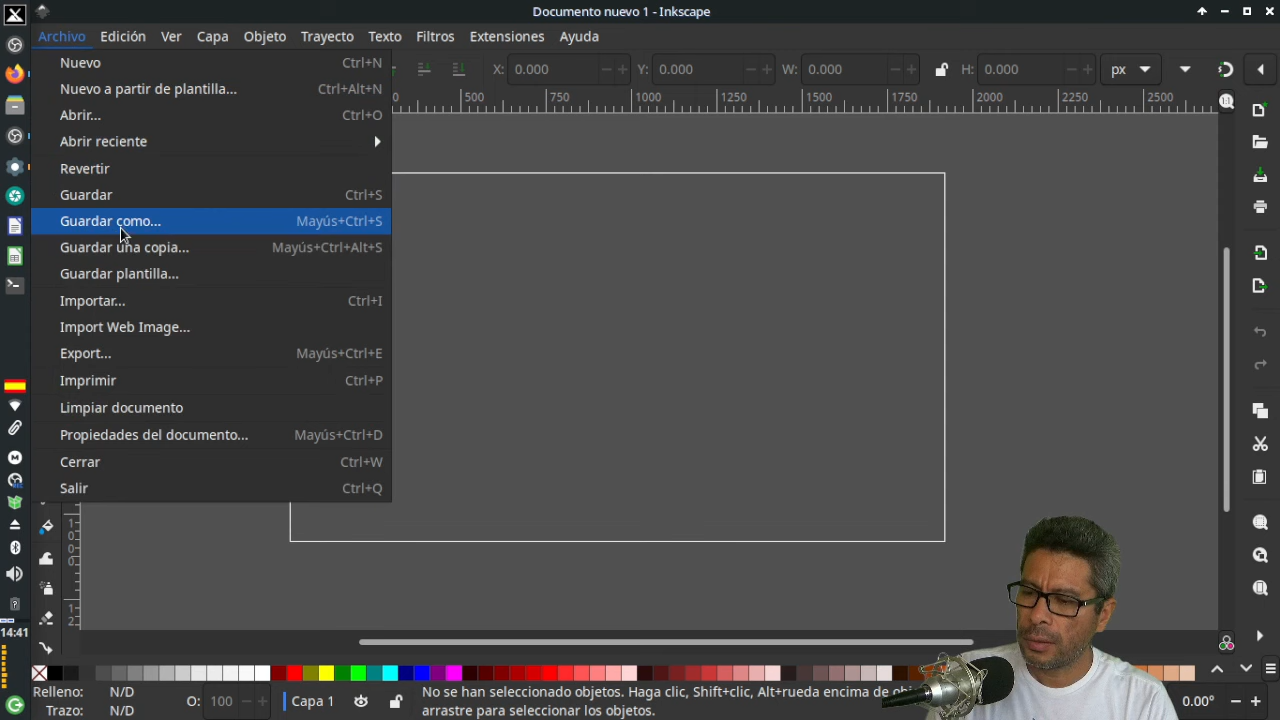 Documento nuevo 1 - Inkscape
Archivo Edición Ver Capa Objeto Trayecto Texto Filtros Extensiones Ayuda
Nuevo Ctrl+N
Nuevo a partir de plantilla... Ctrl+Alt+N
Abrir... Ctrl+O
Abrir reciente
Revertir
Guardar Ctrl+S
Guardar como... Mayús+Ctrl+S
Guardar una copia... Mayús+Ctrl+Alt+S
Guardar plantilla...
Importar... Ctrl+I
Import Web Image...
Export... Mayús+Ctrl+E
Imprimir Ctrl+P
Limpiar documento
Propiedades del documento... Mayús+Ctrl+D
Cerrar Ctrl+W
Salir Ctrl+Q
X: 0.000 Y: 0.000 W: 0.000 H: 0.000 px
500 750 1000 1250 1500 1750 2000 2250 2500
14:41
Relleno: N/D
Trazo: N/D
O: 100
Capa 1
No se han seleccionado objetos. Haga clic, Shift+clic, Alt+rueda encima de
arrastre para seleccionar los objetos.
0.00°